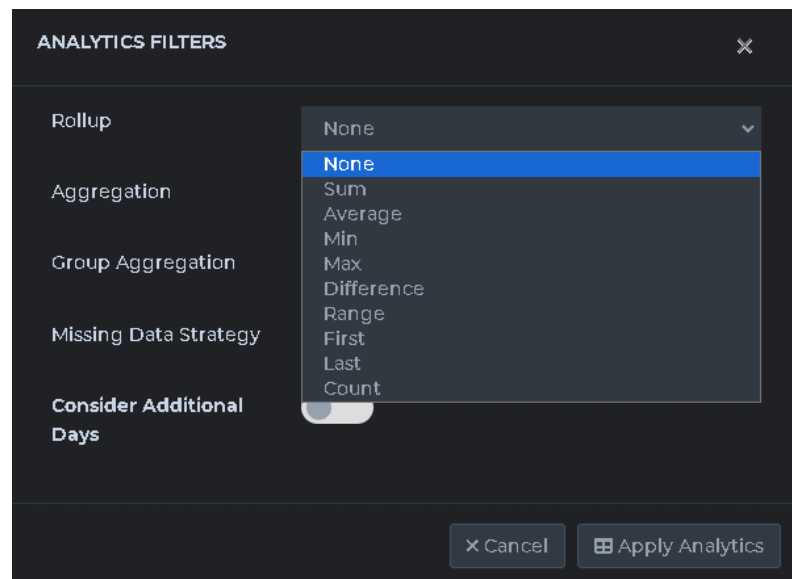 ANALYTICS FILTERS
Rollup
None
None
Sum
Average
Min
Max
Difference
Range
First
Last
Count
Aggregation
Group Aggregation
Missing Data Strategy
Consider Additional
Days
Cancel
Apply Analytics